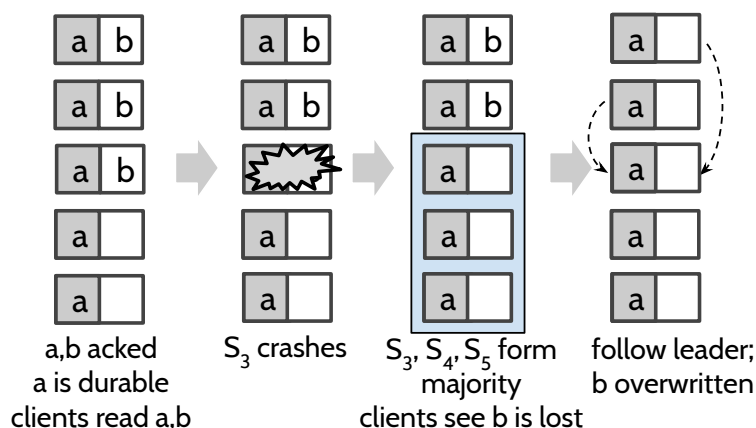 a b
a b
a b
a
a
a,b acked
a is durable
clients read a,b
a b
a b
a
a
S₃ crashes
a b
a b
a
a
a
S₃, S₄, S₅ form
majority
clients see b is lost
a
a
a
a
a
follow leader;
b overwritten